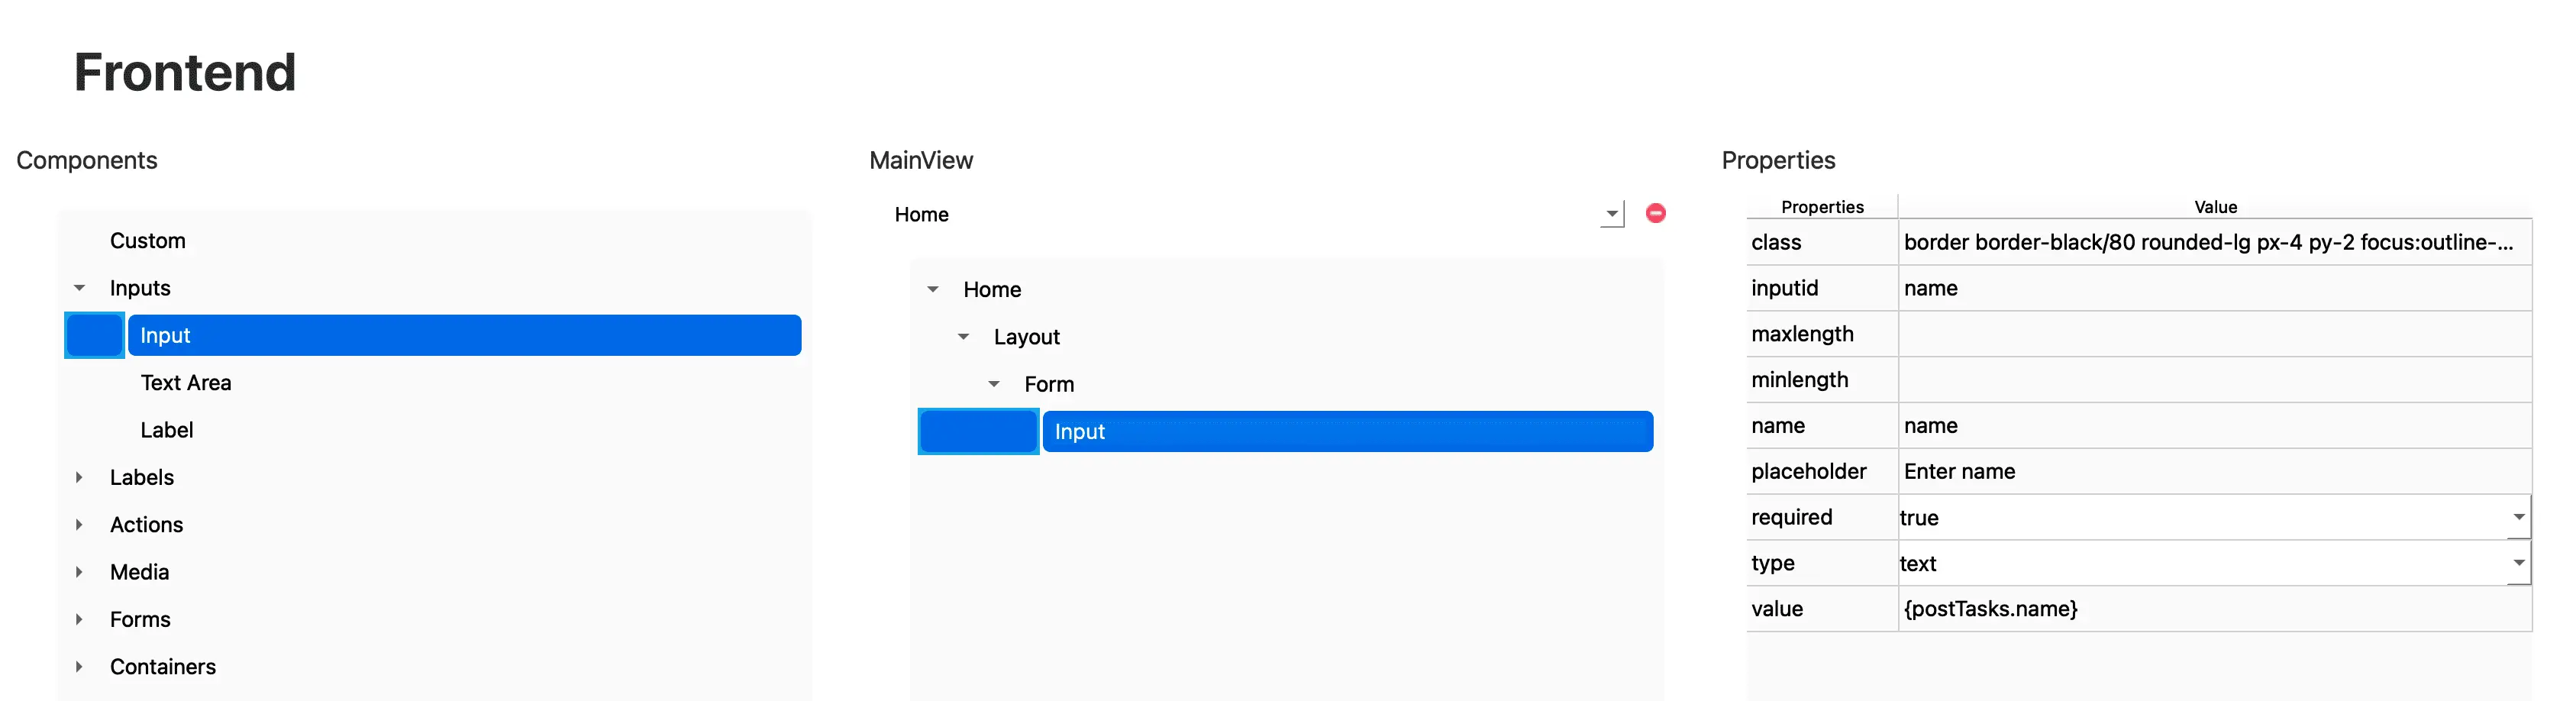 Frontend
Components
Custom
Inputs
Input
Text Area
Label
Labels
Actions
Media
Forms
Containers
MainView
Home
Home
Layout
Form
Input
Properties
Properties Value
class border border-black/80 rounded-lg px-4 py-2 focus:outline-...
inputid name
maxlength
minlength
name name
placeholder Enter name
required true
type text
value {postTasks.name}